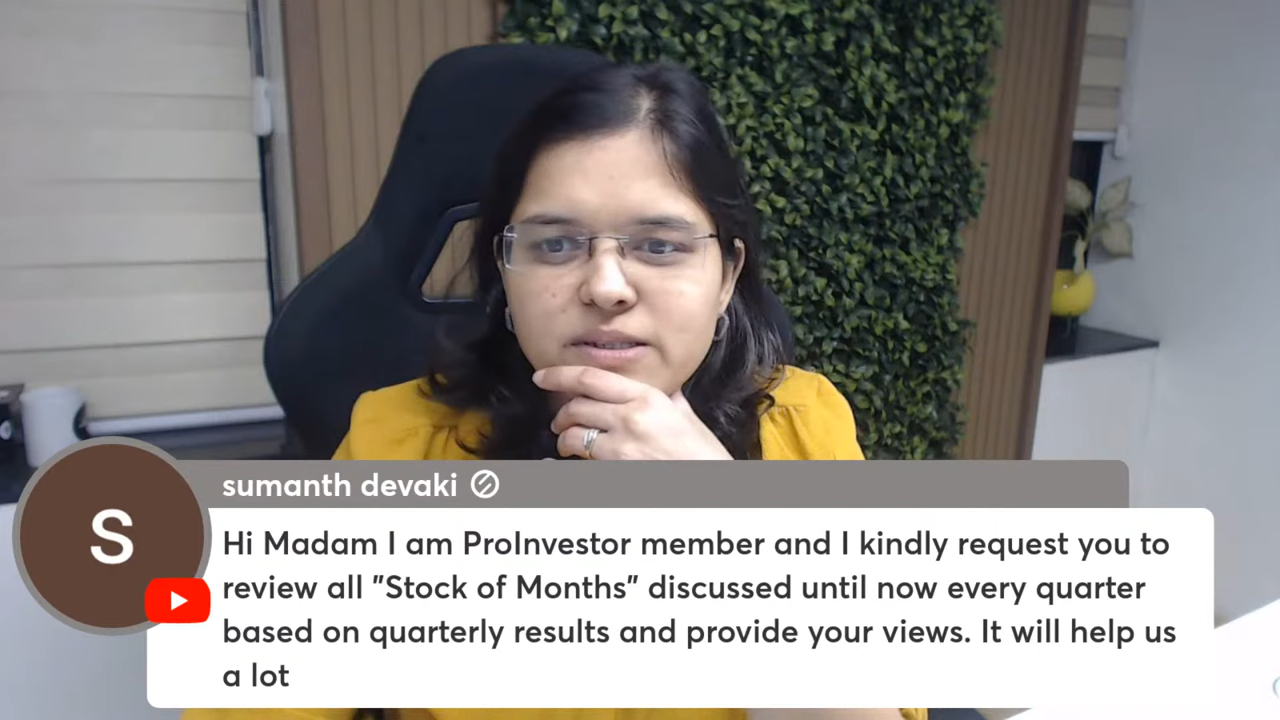 S
sumanth devaki
Hi Madam I am ProInvestor member and I kindly request you to
review all "Stock of Months" discussed until now every quarter
based on quarterly results and provide your views. It will help us
a lot